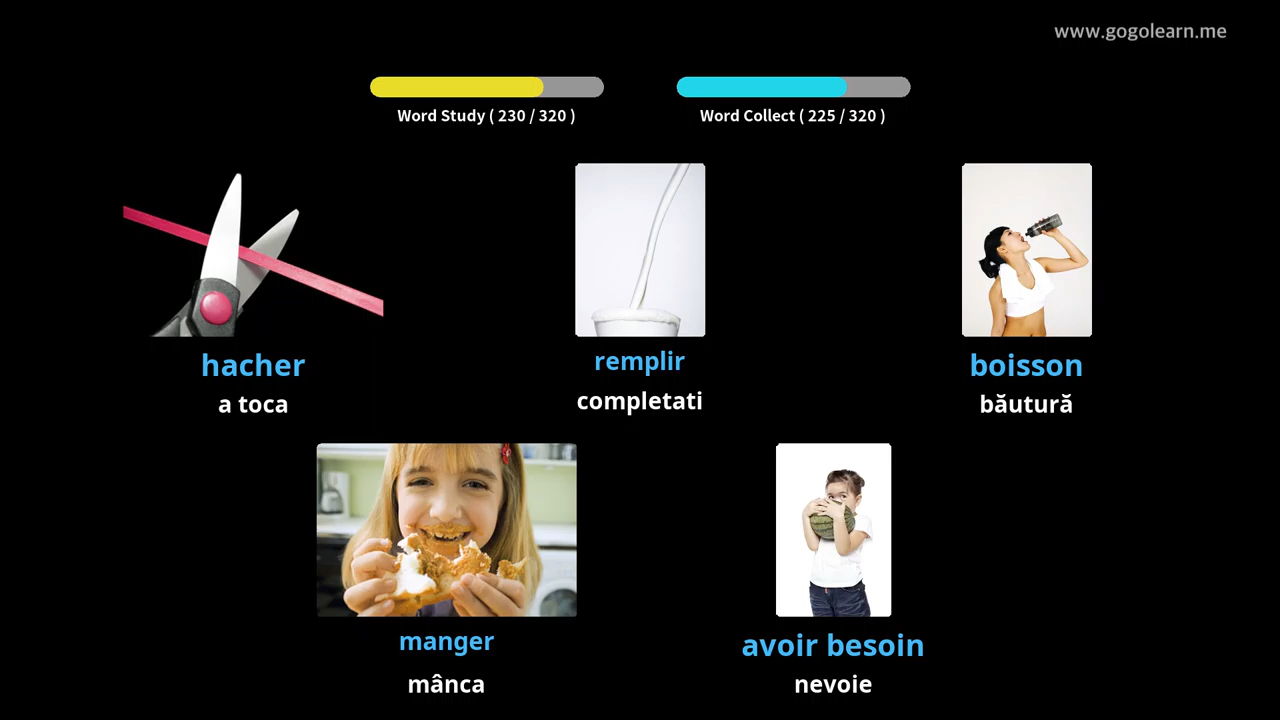 www.gogolearn.me
Word Study ( 230 / 320 )
Word Collect ( 225 / 320 )
hacher
a toca
remplir
completati
boisson
băutură
manger
mânca
avoir besoin
nevoie